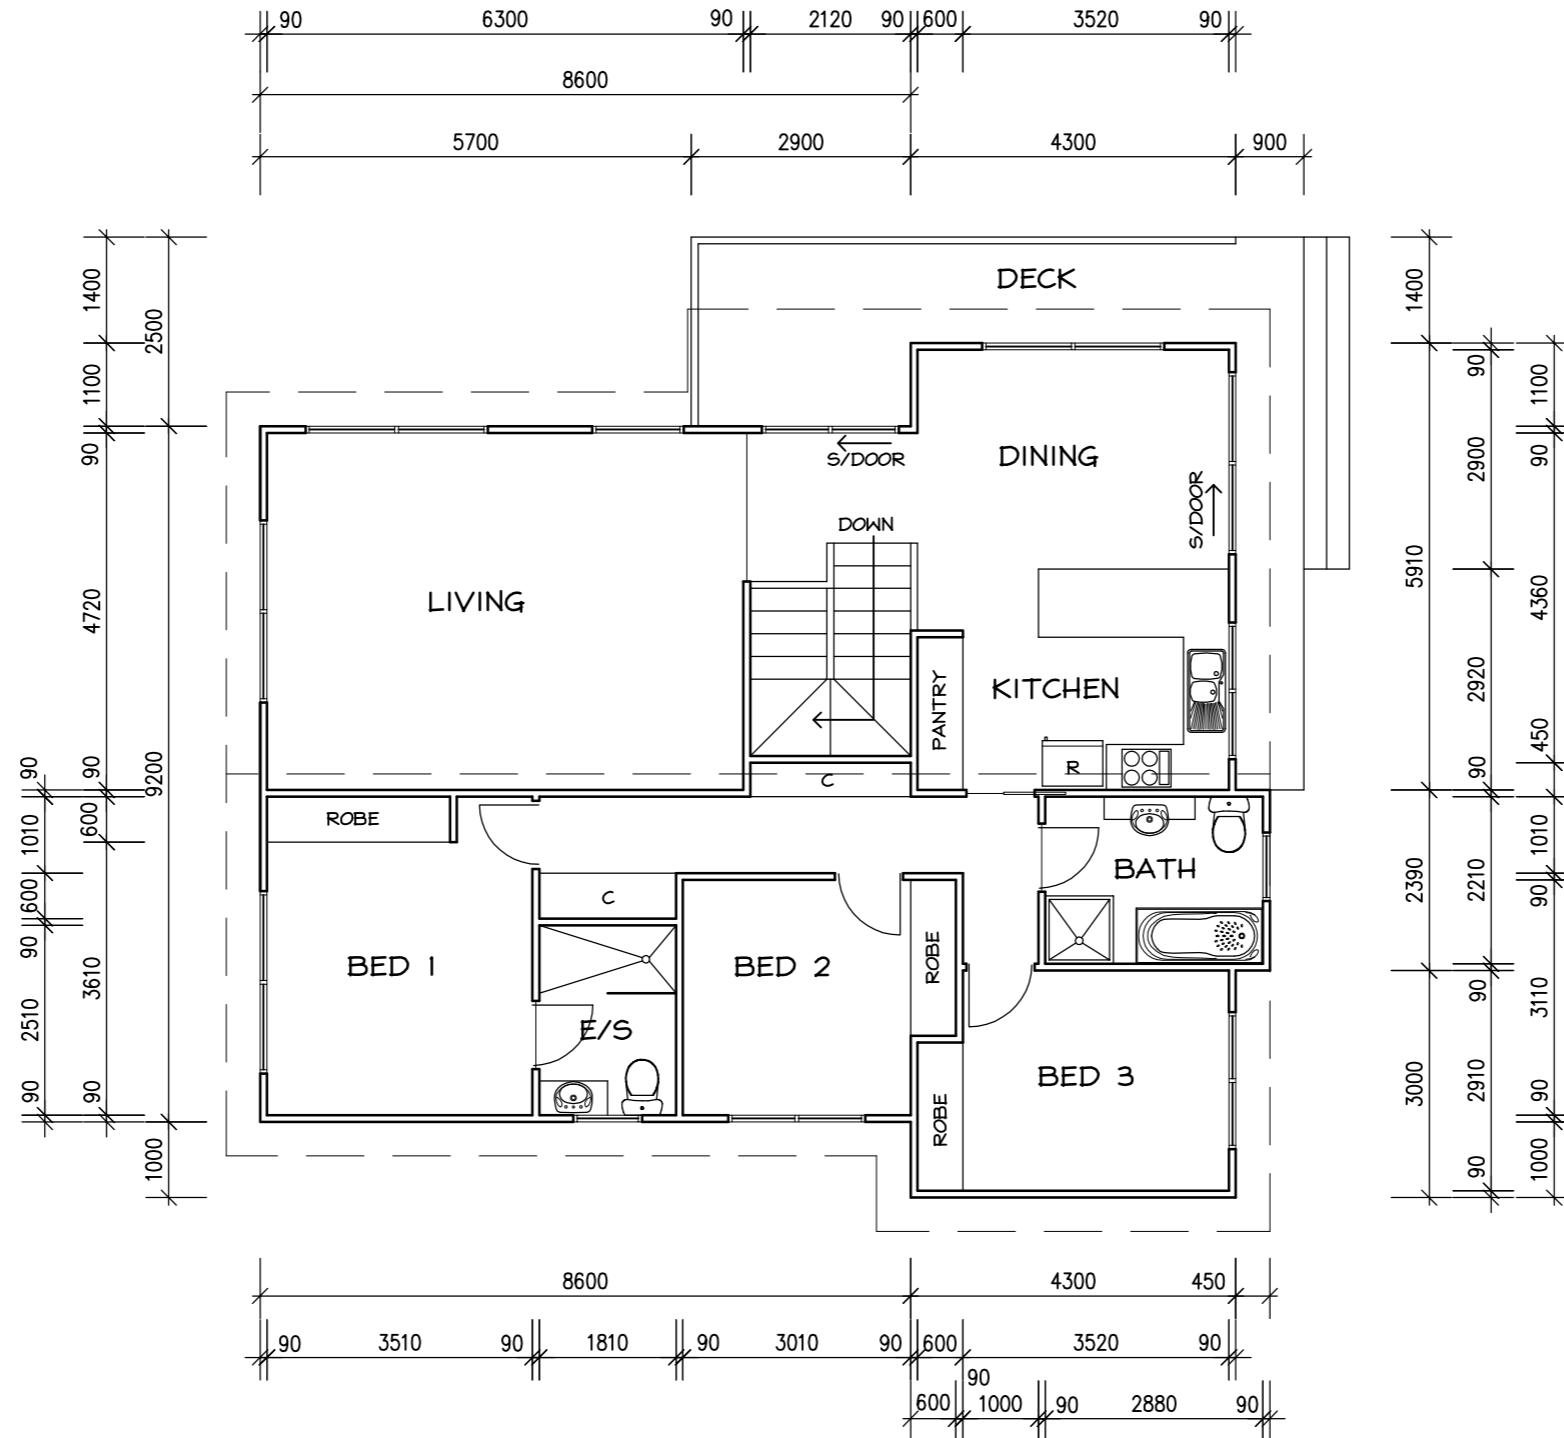 90 6300 90 2120 90 600 3520 90
8600
5700 2900 4300 900
DECK
1400
2500
1100
90
4720
9200
90
90
600
1010
600
90
3610
2510
90
90
1000
1400
90
1100
2900
90
5910
4360
2920
450
90
1010
2390
2210
90
90
3110
3000
2910
90
90
1000
S/DOOR
DINING
S/DOOR
DOWN
LIVING
KITCHEN
PANTRY
R
C
ROBE
BATH
C
BED 1
BED 2
ROBE
E/S
BED 3
ROBE
8600 4300 450
90 3510 90 1810 90 3010 90 600 3520 90
90
600 1000 90 2880 90